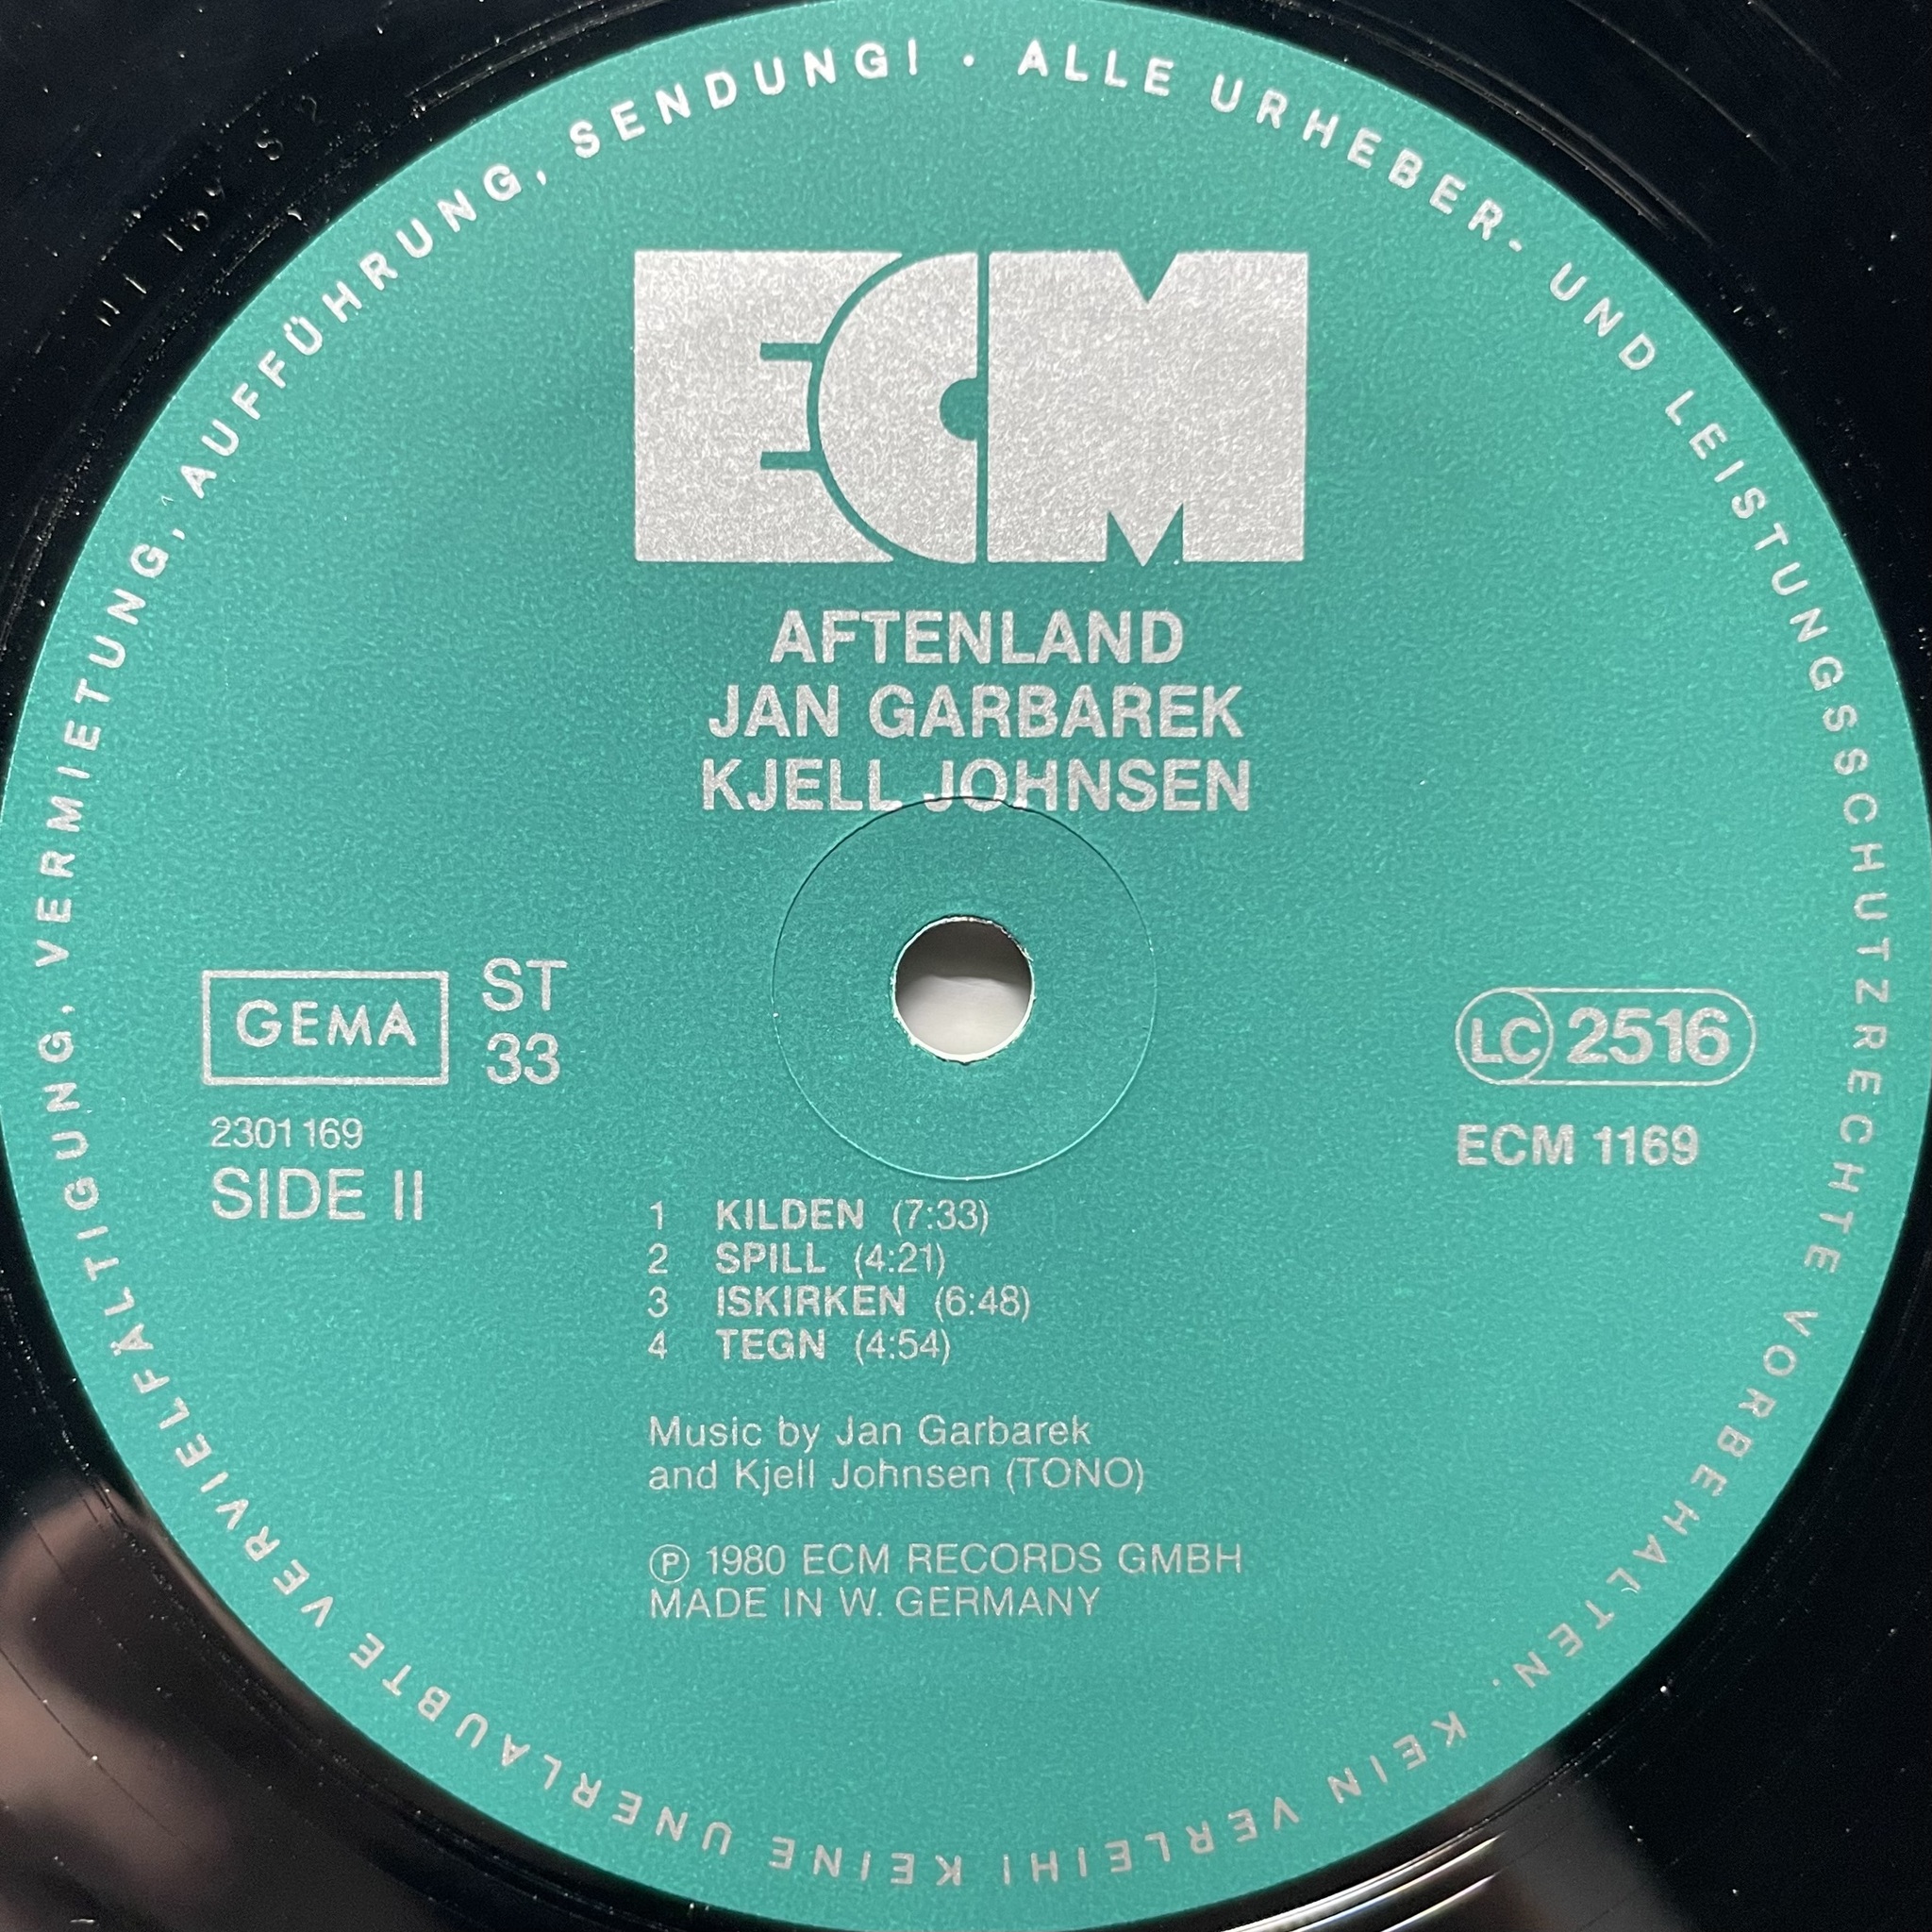 ALLE URHEBER- UND LEISTUNGSSCHUTZRECHTE VORBEHALTEN. KEIN VERLEIH! KEINE UNERLAUBTE VERVIELFÄLTIGUNG, VERMIETUNG, AUFFÜHRUNG, SENDUNG! ·
ECM
AFTENLAND
JAN GARBAREK
KJELL JOHNSEN
GEMA
ST
33
2301169
SIDE II
LC 2516
ECM 1169
1 KILDEN (7:33)
2 SPILL (4:21)
3 ISKIRKEN (6:48)
4 TEGN (4:54)
Music by Jan Garbarek
and Kjell Johnsen (TONO)
Ⓟ 1980 ECM RECORDS GMBH
MADE IN W. GERMANY